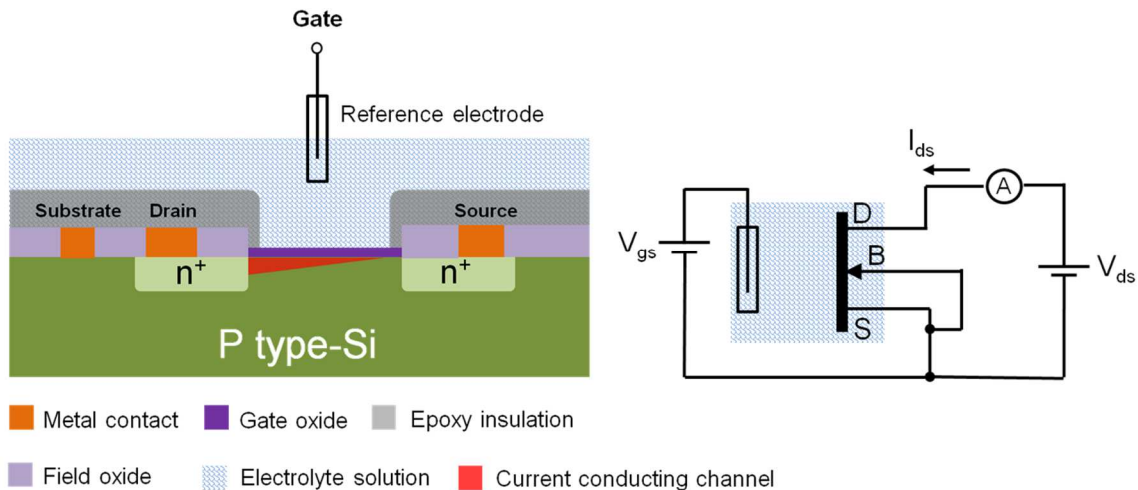 Gate
Reference electrode
Substrate Drain Source
n+ n+
P type-Si
Metal contact Gate oxide Epoxy insulation
Field oxide Electrolyte solution Current conducting channel
Ids
A
D
Vgs B Vds
S